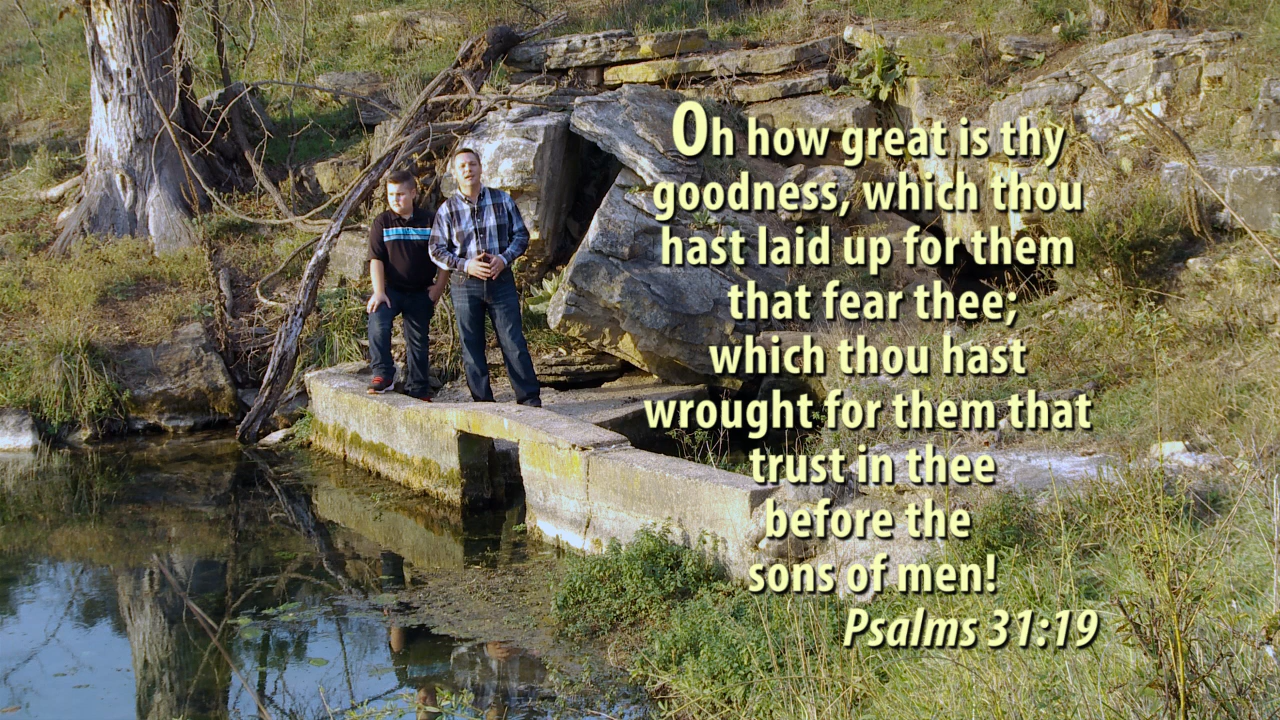 Oh how great is thy
goodness, which thou
hast laid up for them
that fear thee;
which thou hast
wrought for them that
trust in thee
before the
sons of men!
Psalms 31:19